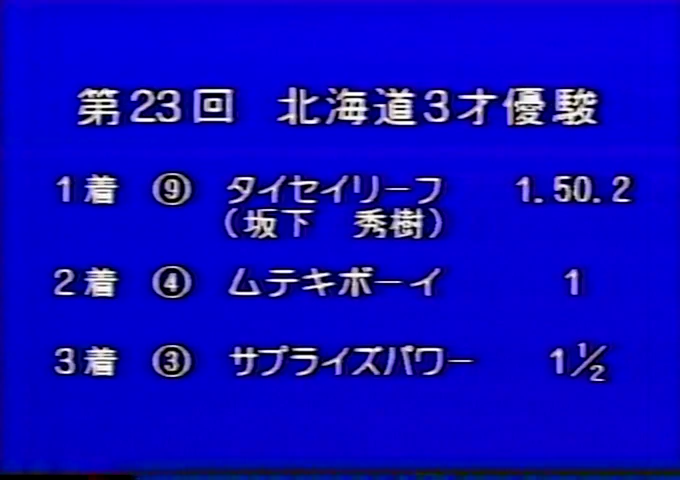 第23回 北海道3才優駿
1着 ⑨ タイセイリーフ 1.50.2
(坂下 秀樹)
2着 ④ ムテキボーイ 1
3着 ③ サプライズパワー 1½